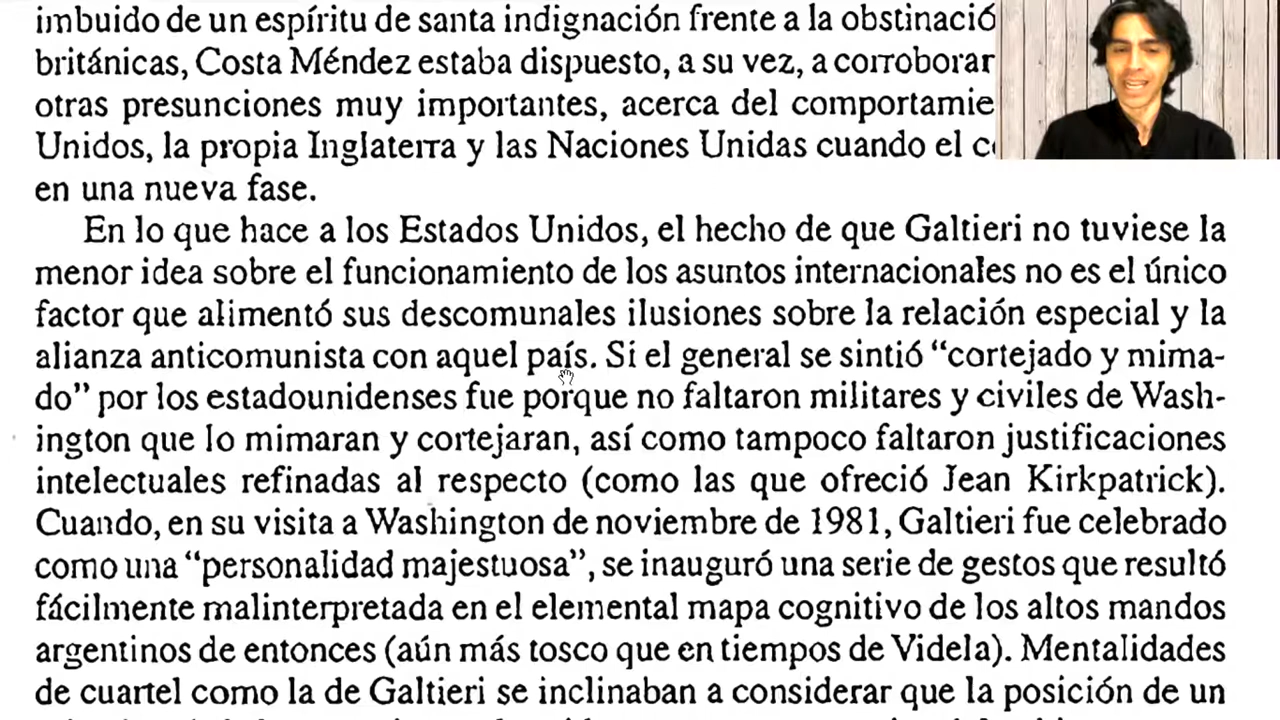 imbuido de un espíritu de santa indignación frente a la
británicas, Costa Méndez estaba dispuesto, a su vez, a corroborar
otras presunciones muy importantes, acerca del
Unidos, la propia Inglaterra y las Naciones Unidas cuando el
en una nueva fase.
En lo que hace a los Estados Unidos, el hecho de que Galtieri no tuviese la
menor idea sobre el funcionamiento de los asuntos internacionales no es el único
factor que alimentó sus descomunales ilusiones sobre la relación especial y la
alianza anticomunista con aquel país. Si el general se sintió “cortejado y mima-
do” por los estadounidenses fue porque no faltaron militares y civiles de Wash-
ington que lo mimaran y cortejaran, así como tampoco faltaron justificaciones
intelectuales refinadas al respecto (como las que ofreció Jean Kirkpatrick).
Cuando, en su visita a Washington de noviembre de 1981, Galtieri fue celebrado
como una “personalidad majestuosa”, se inauguró una serie de gestos que resultó
fácilmente malinterpretada en el elemental mapa cognitivo de los altos mandos
argentinos de entonces (aún más tosco que en tiempos de Videla). Mentalidades
de cuartel como la de Galtieri se inclinaban a considerar que la posición de un